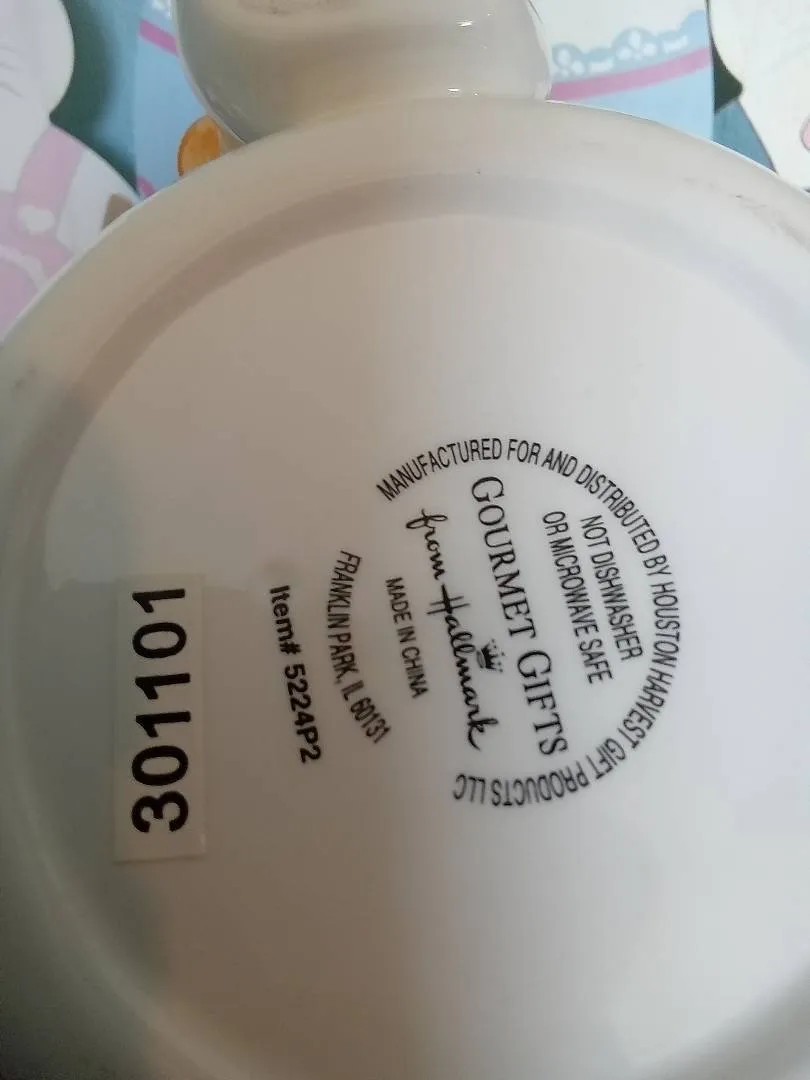 MANUFACTURED FOR AND DISTRIBUTED BY HOUSTON HARVEST GIFT PRODUCTS LLC
NOT DISHWASHER
OR MICROWAVE SAFE
GOURMET GIFTS
from Hallmark
MADE IN CHINA
FRANKLIN PARK, IL 60131
Item# 5224P2
301101